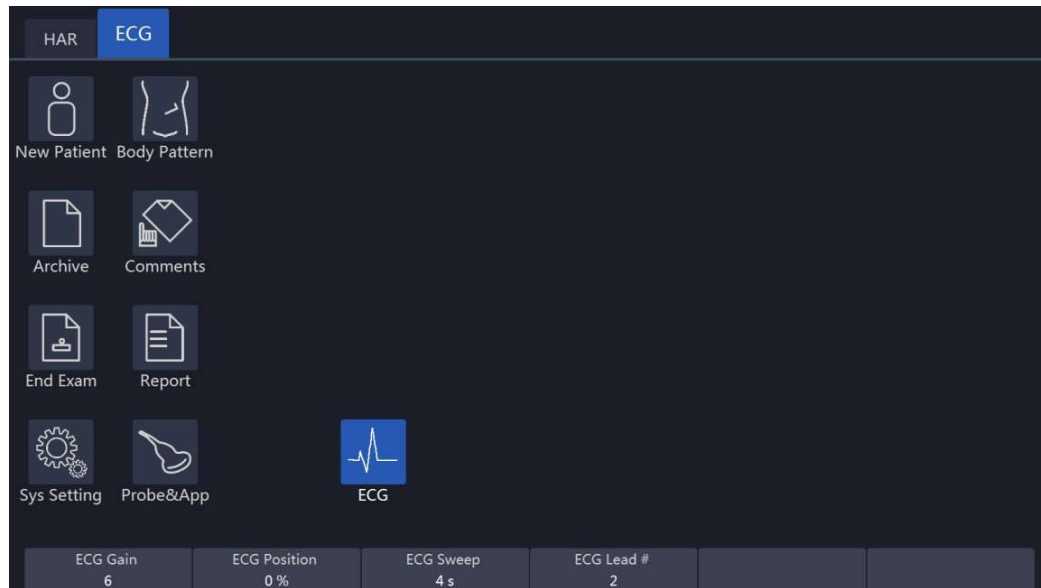 HAR ECG
New Patient Body Pattern
Archive Comments
End Exam Report
Sys Setting Probe&App ECG
ECG Gain ECG Position ECG Sweep ECG Lead #
6 0 % 4 s 2